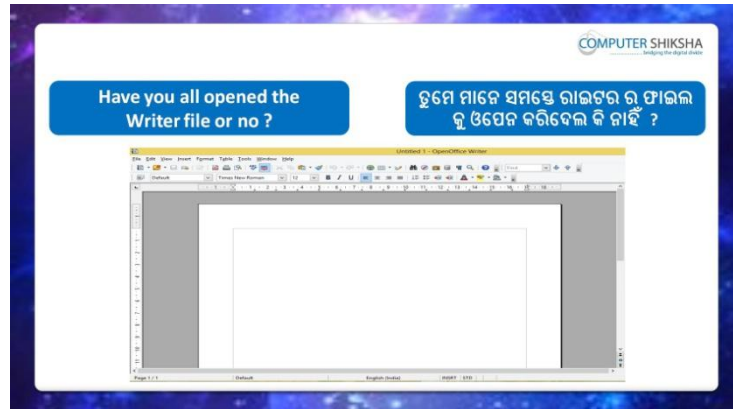 COMPUTER SHIKSHA
bridging the digital divide
Have you all opened the
Writer file or no ?
ତୁମେ ମାନେ ସମସ୍ତେ ରାଇଟର ର ଫାଇଲ
କୁ ଓପେନ କରିଦେଲ କି ନାହିଁ ?
Untitled 1 - OpenOffice Writer
File Edit View Insert Format Table Tools Window Help
Default Times New Roman 12 B I U
Page 1 / 1 Default English (India) INSRT STD